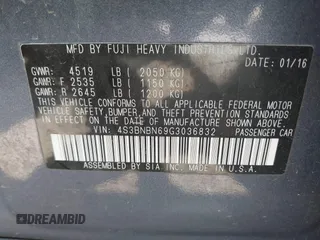 MFD. BY FUJI HEAVY INDUSTRIES LTD.
GVWR: 4519 LB ( 2050 KG) 01/16
GAWR: F 2535 LB ( 1150 KG)
GAWR: R 2645 LB ( 1200 KG)
THIS VEHICLE CONFORMS TO ALL APPLICABLE FEDERAL MOTOR
VEHICLE SAFETY, BUMPER, AND THEFT PREVENTION STANDARDS
IN EFFECT ON THE DATE OF MANUFACTURE SHOWN ABOVE.
VIN: 4S3BNBN69G3036832 PASSENGER CAR
ASSEMBLED BY SIA INC. MADE IN U.S.A.
DREAMBID